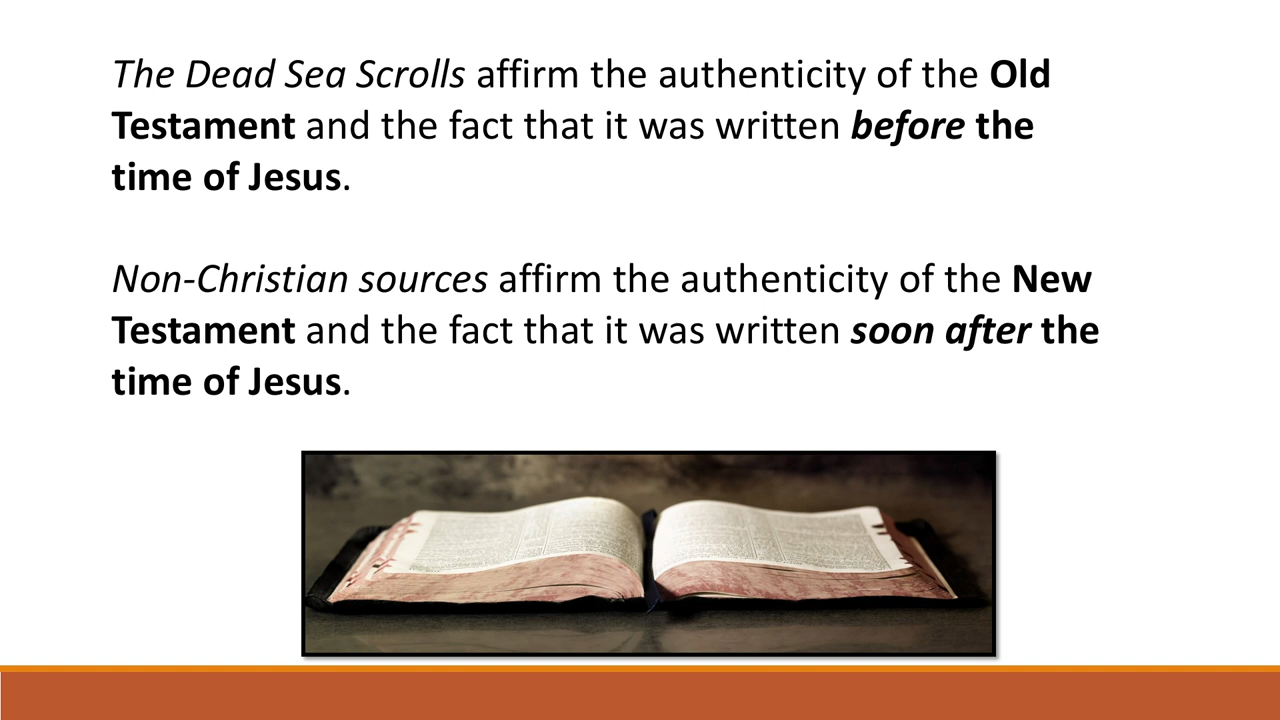 The Dead Sea Scrolls affirm the authenticity of the Old
Testament and the fact that it was written before the
time of Jesus.
Non-Christian sources affirm the authenticity of the New
Testament and the fact that it was written soon after the
time of Jesus.